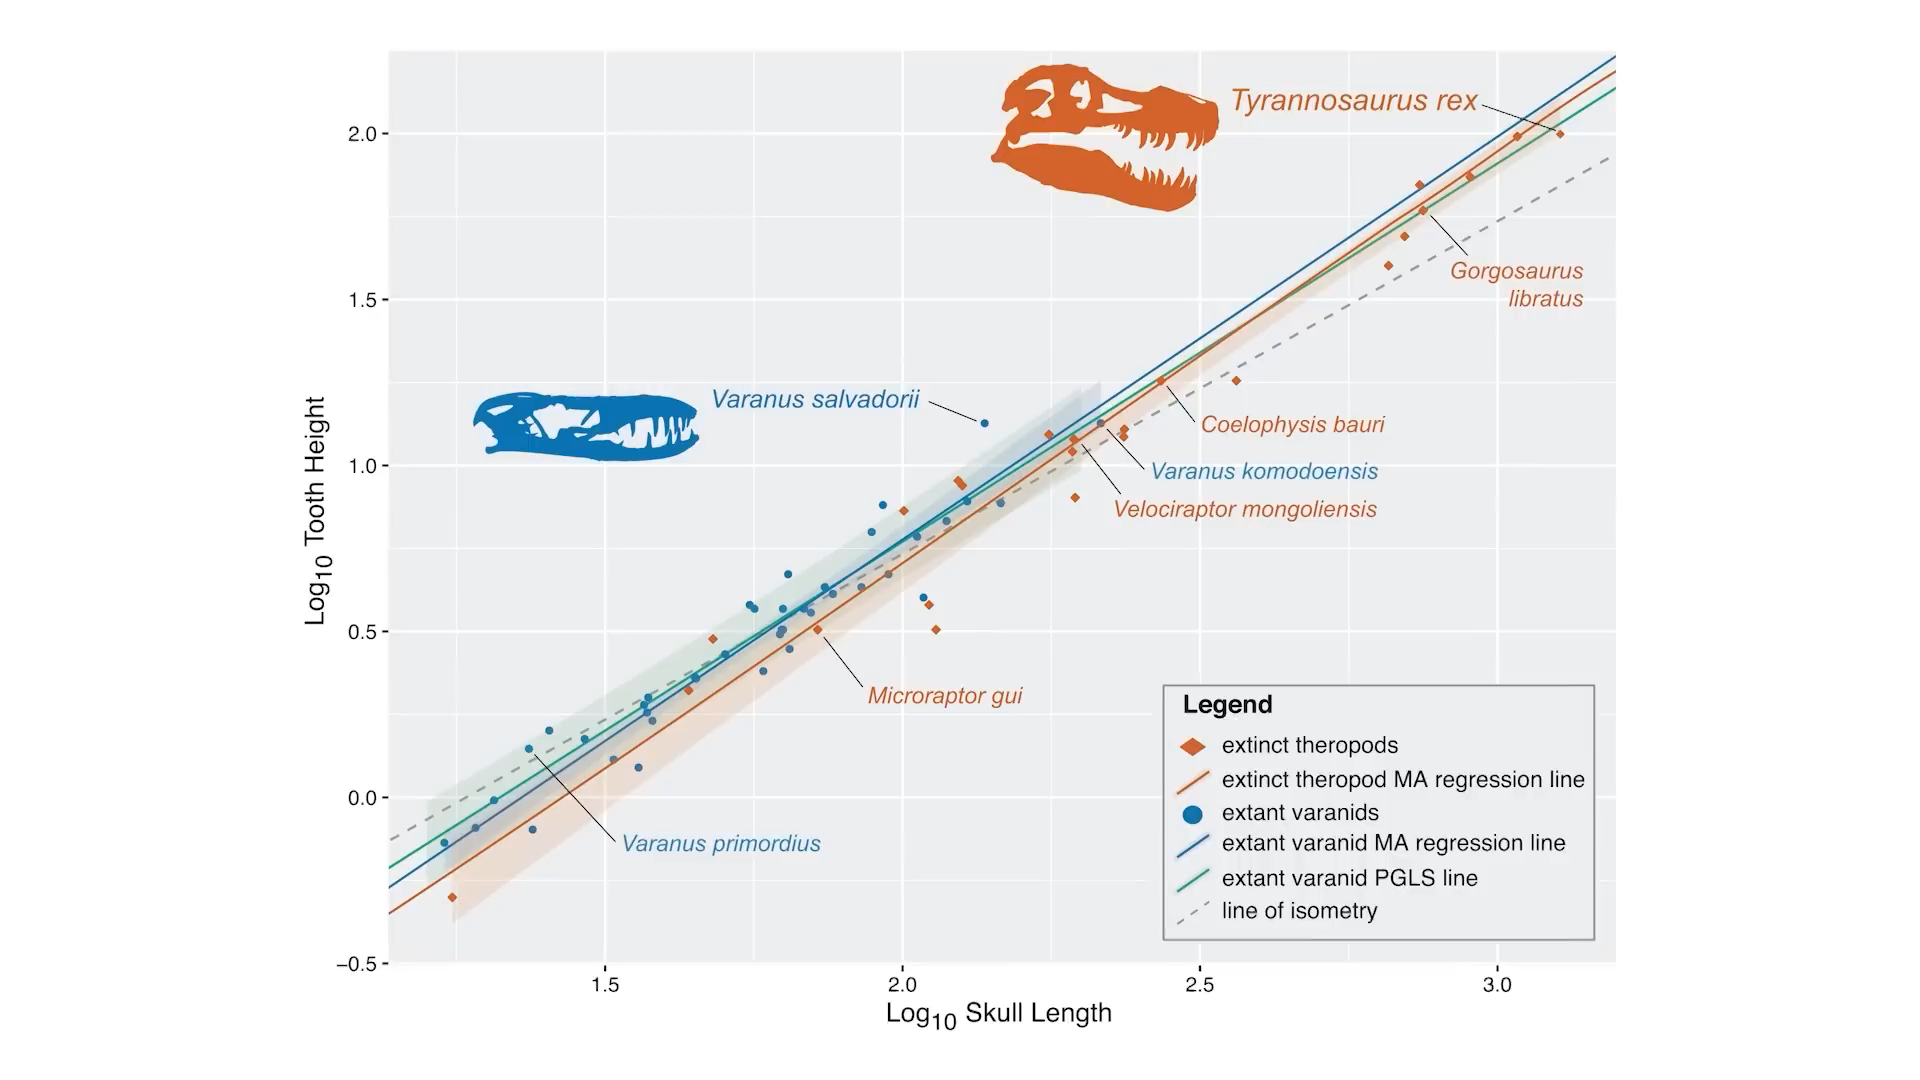 Tyrannosaurus rex
2.0
Gorgosaurus
libratus
1.5
Varanus salvadorii
Coelophysis bauri
1.0
Varanus komodoensis
Velociraptor mongoliensis
Log10 Tooth Height
0.5
Microraptor gui
Legend
extinct theropods
extinct theropod MA regression line
extant varanids
extant varanid MA regression line
extant varanid PGLS line
line of isometry
0.0
Varanus primordius
−0.5
1.5 2.0 2.5 3.0
Log10 Skull Length